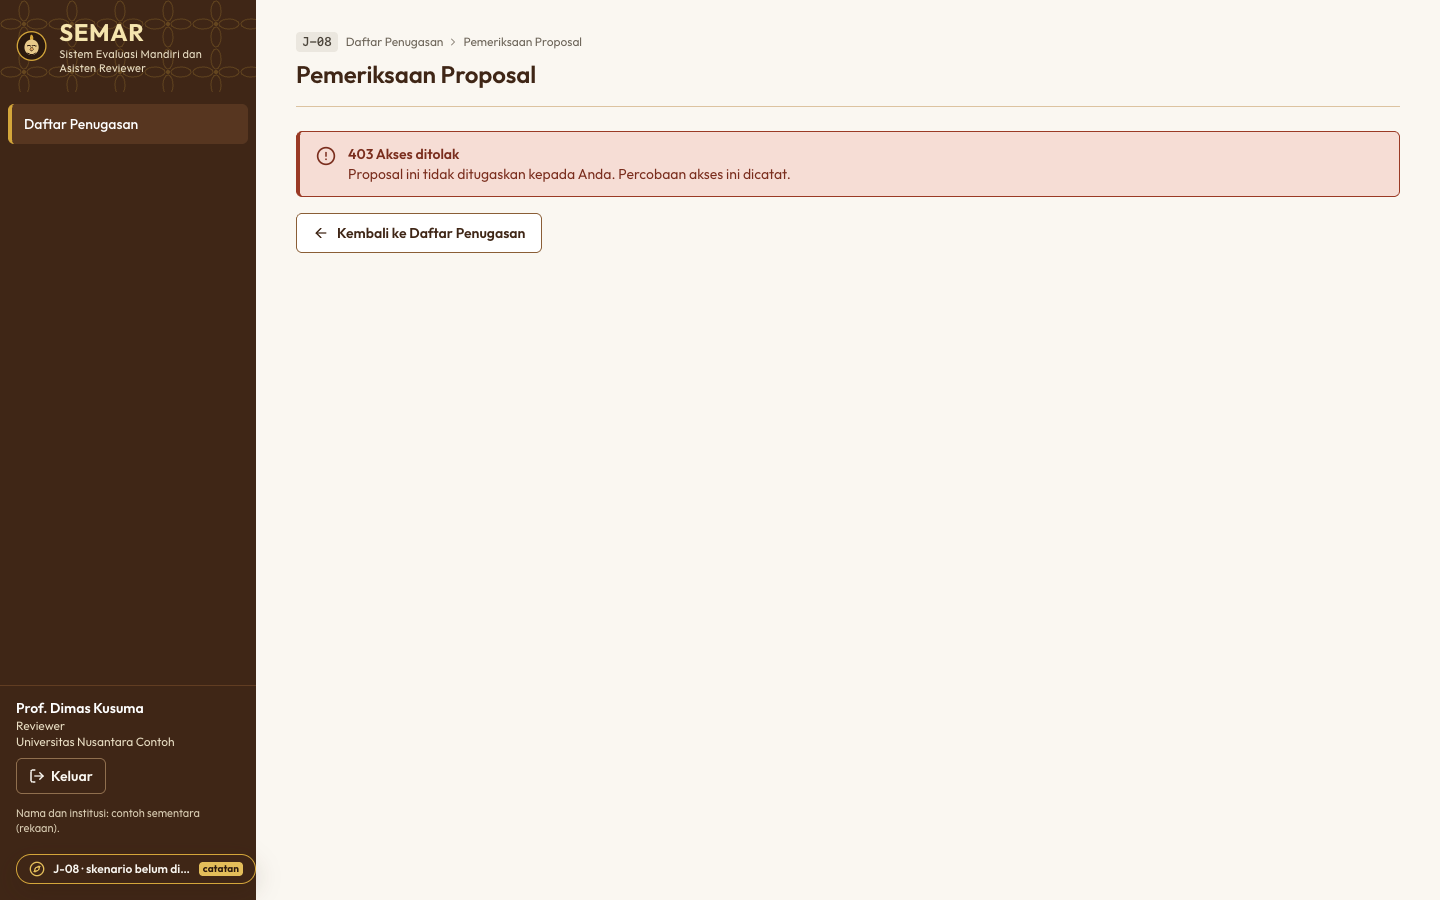 SEMAR
Sistem Evaluasi Mandiri dan
Asisten Reviewer
Daftar Penugasan
J-08 Daftar Penugasan > Pemeriksaan Proposal
Pemeriksaan Proposal
403 Akses ditolak
Proposal ini tidak ditugaskan kepada Anda. Percobaan akses ini dicatat.
← Kembali ke Daftar Penugasan
Prof. Dimas Kusuma
Reviewer
Universitas Nusantara Contoh
Keluar
Nama dan institusi: contoh sementara
(rekaan).
J-08 · skenario belum di... catatan